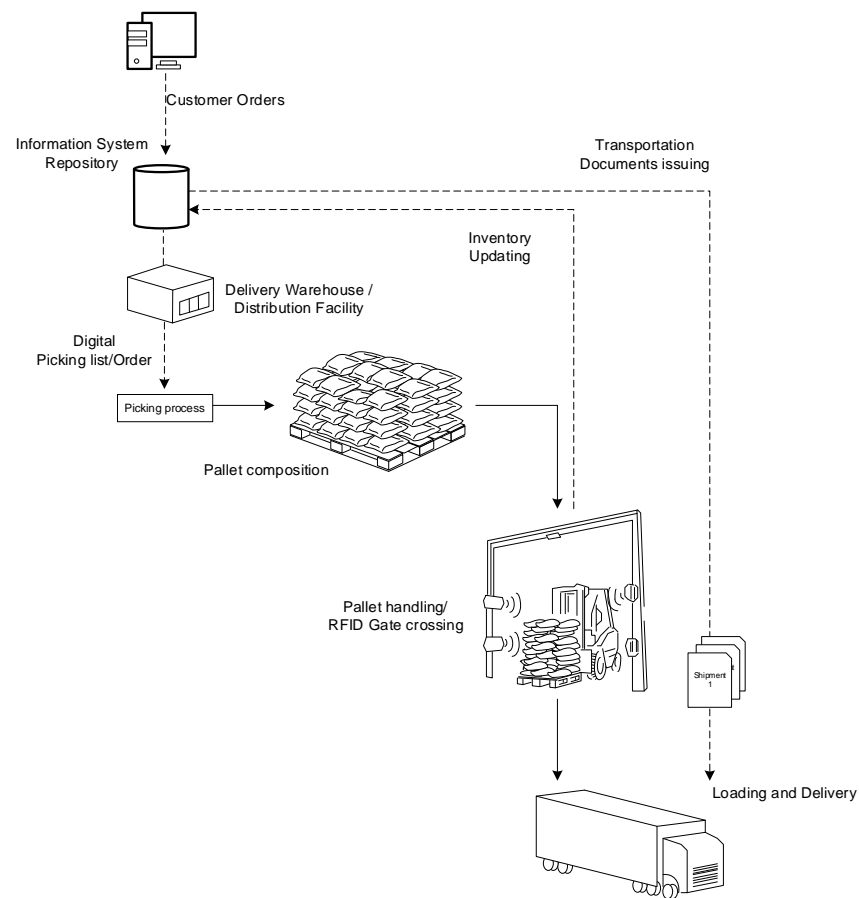 Customer Orders
Information System
Repository
Transportation
Documents issuing
Inventory
Updating
Delivery Warehouse /
Distribution Facility
Digital
Picking list/Order
Picking process
Pallet composition
Pallet handling/
RFID Gate crossing
Shipment
1
Loading and Delivery